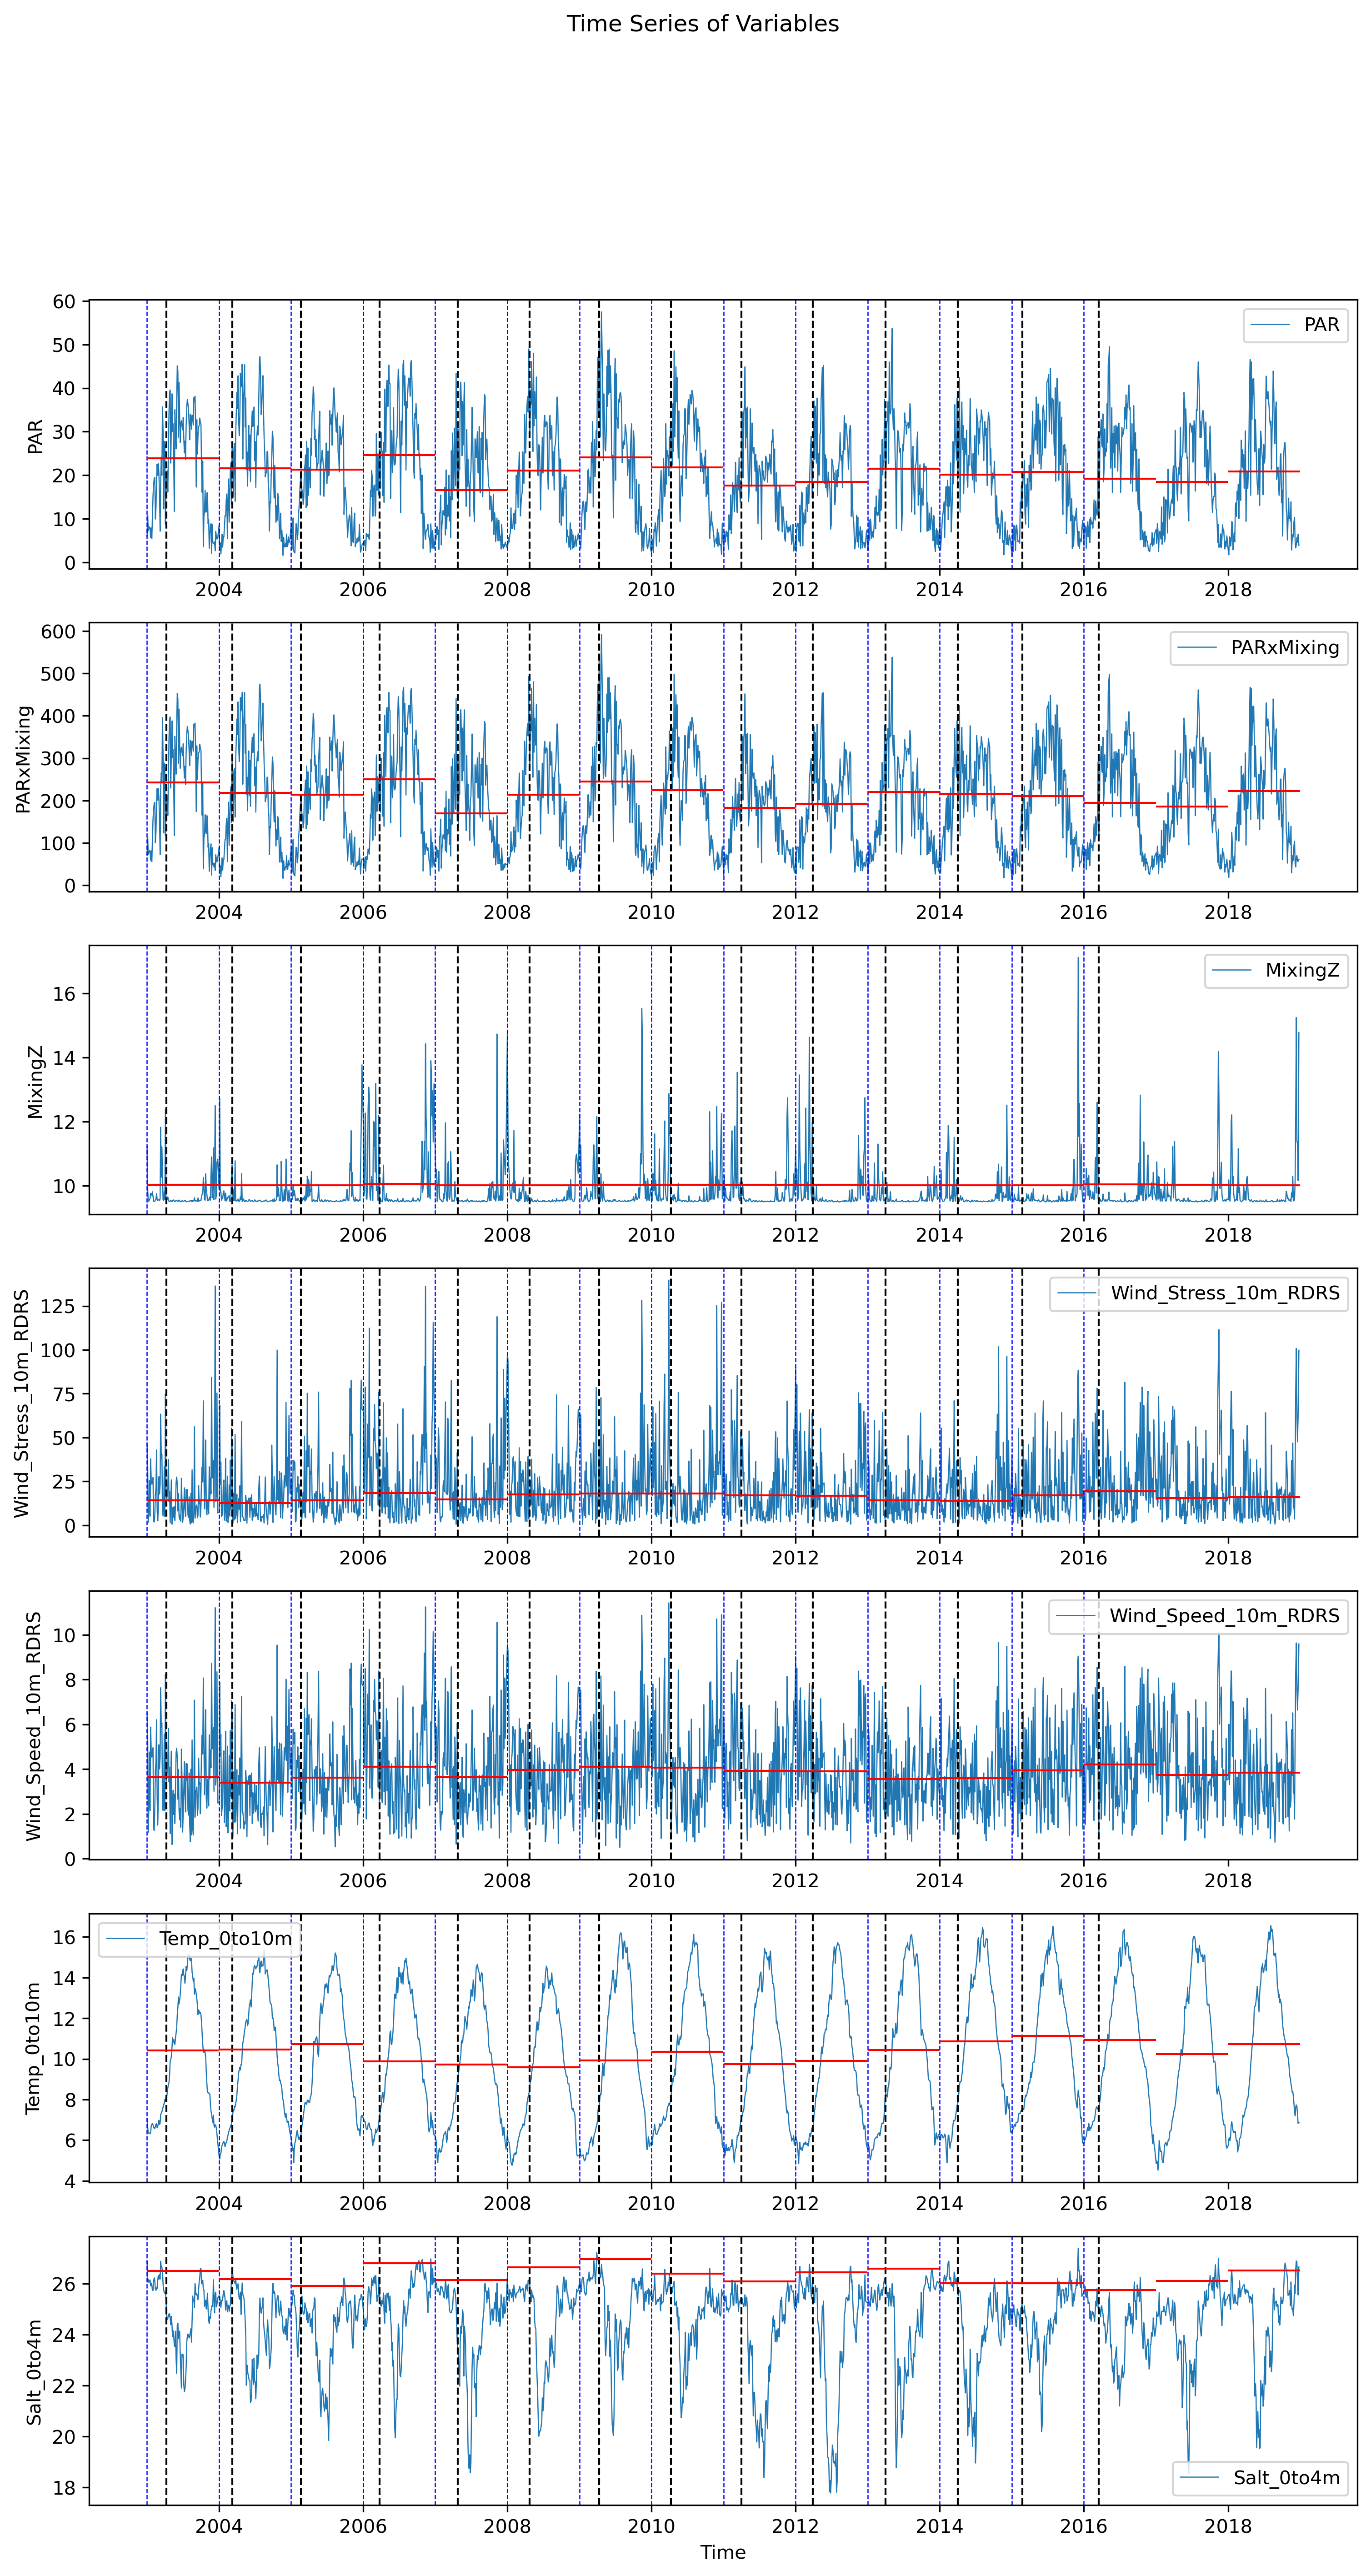 Time Series of Variables
PAR
60
50
40
30
20
10
0
PAR
2004 2006 2008 2010 2012 2014 2016 2018
PARxMixing
600
500
400
300
200
100
0
PARxMixing
2004 2006 2008 2010 2012 2014 2016 2018
MixingZ
16
14
12
10
MixingZ
2004 2006 2008 2010 2012 2014 2016 2018
Wind_Stress_10m_RDRS
125
100
75
50
25
0
Wind_Stress_10m_RDRS
2004 2006 2008 2010 2012 2014 2016 2018
Wind_Speed_10m_RDRS
10
8
6
4
2
0
Wind_Speed_10m_RDRS
2004 2006 2008 2010 2012 2014 2016 2018
Temp_0to10m
16
14
12
10
8
6
4
Temp_0to10m
2004 2006 2008 2010 2012 2014 2016 2018
Salt_0to4m
26
24
22
20
18
Salt_0to4m
2004 2006 2008 2010 2012 2014 2016 2018
Time